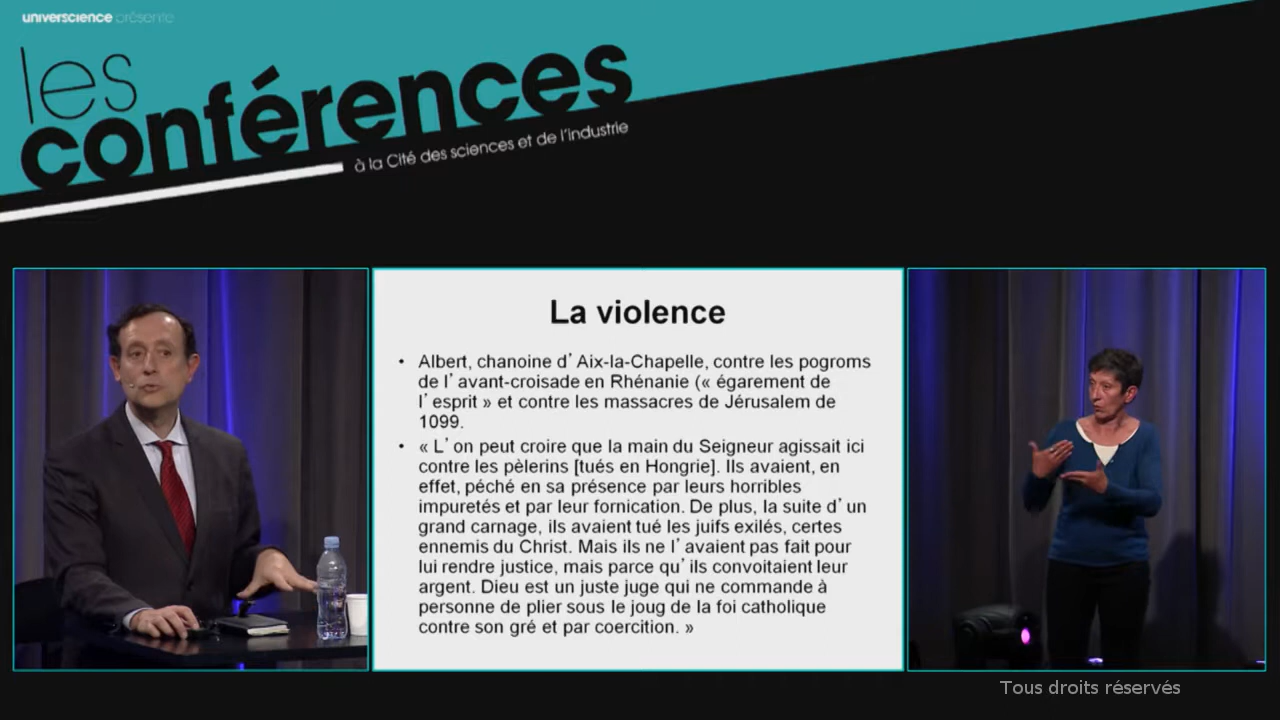 universcience présente
les
conférences
à la Cité des sciences et de l'industrie
La violence
• Albert, chanoine d’Aix-la-Chapelle, contre les pogroms
de l’avant-croisade en Rhénanie (« égarement de
l’esprit » et contre les massacres de Jérusalem de
1099.
• « L’on peut croire que la main du Seigneur agissait ici
contre les pèlerins [tués en Hongrie]. Ils avaient, en
effet, péché en sa présence par leurs horribles
impuretés et par leur fornication. De plus, la suite d’un
grand carnage, ils avaient tué les juifs exilés, certes
ennemis du Christ. Mais ils ne l’avaient pas fait pour
lui rendre justice, mais parce qu’ils convoitaient leur
argent. Dieu est un juste juge qui ne commande à
personne de plier sous le joug de la foi catholique
contre son gré et par coercition. »
Tous droits réservés